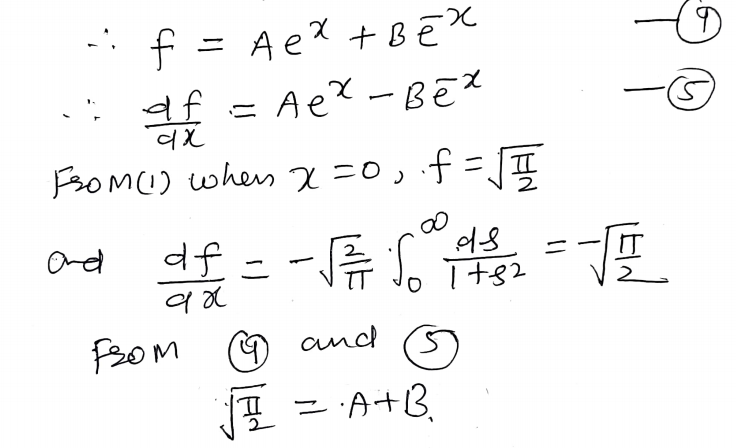 ∴ f = Ae^x + Be^-x —④
∴ df/dx = Ae^x - Be^-x —⑤
From(1) when x=0, f = √(π/2)
and df/dx = -√(2/π) ∫₀^∞ ds/(1+s²) = -√(π/2)
From ④ and ⑤
√(π/2) = A+B.